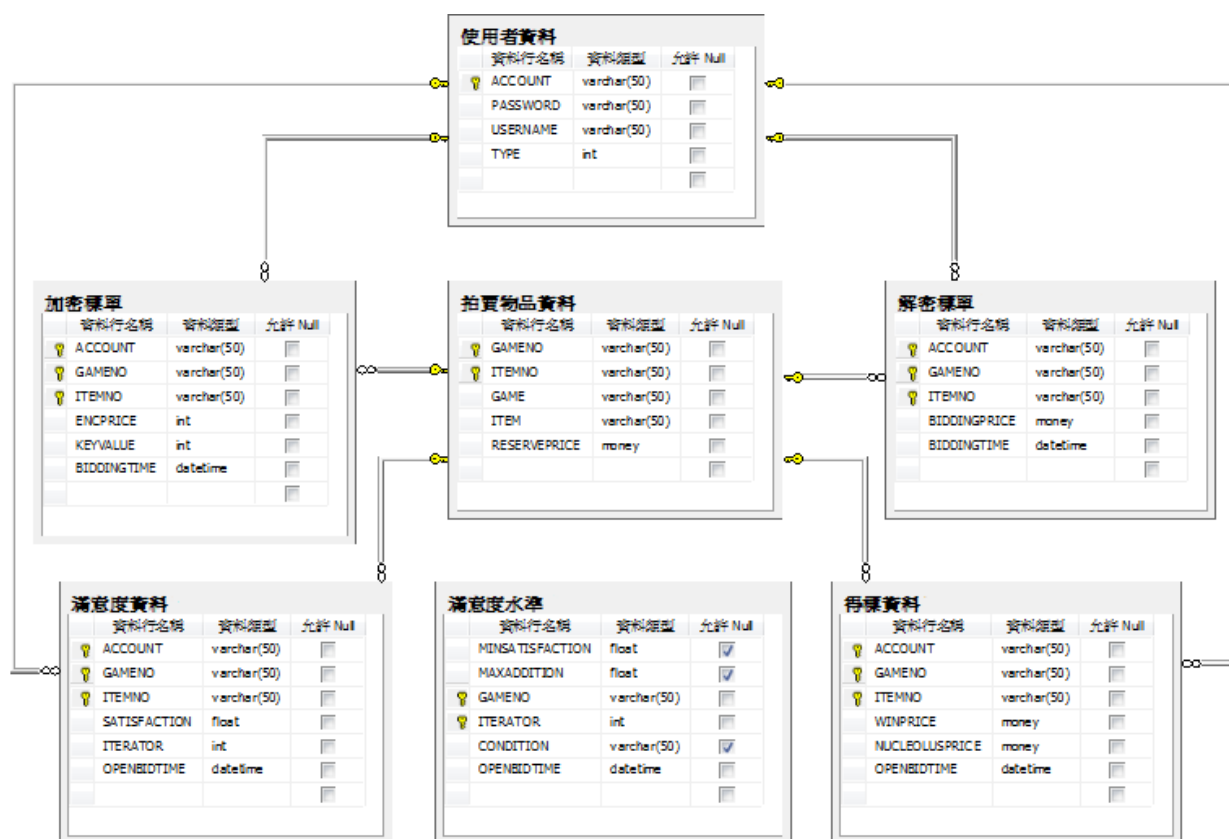 使用者資料
資料行名稱 資料類型 允許 Null
ACCOUNT varchar(50)
PASSWORD varchar(50)
USERNAME varchar(50)
TYPE int
加密標單
資料行名稱 資料類型 允許 Null
ACCOUNT varchar(50)
GAMENO varchar(50)
ITEMNO varchar(50)
ENCPRICE int
KEYVALUE int
BIDDINGTIME datetime
拍賣物品資料
資料行名稱 資料類型 允許 Null
GAMENO varchar(50)
ITEMNO varchar(50)
GAME varchar(50)
ITEM varchar(50)
RESERVEPRICE money
解密標單
資料行名稱 資料類型 允許 Null
ACCOUNT varchar(50)
GAMENO varchar(50)
ITEMNO varchar(50)
BIDDINGPRICE money
BIDDINGTIME datetime
滿意度資料
資料行名稱 資料類型 允許 Null
ACCOUNT varchar(50)
GAMENO varchar(50)
ITEMNO varchar(50)
SATISFACTION float
ITERATOR int
OPENBIDTIME datetime
滿意度水準
資料行名稱 資料類型 允許 Null
MINSATISFACTION float
MAXADDITION float
GAMENO varchar(50)
ITERATOR int
CONDITION varchar(50)
OPENBIDTIME datetime
得標資料
資料行名稱 資料類型 允許 Null
ACCOUNT varchar(50)
GAMENO varchar(50)
ITEMNO varchar(50)
WINPRICE money
NUCLEOLUSPRICE money
OPENBIDTIME datetime